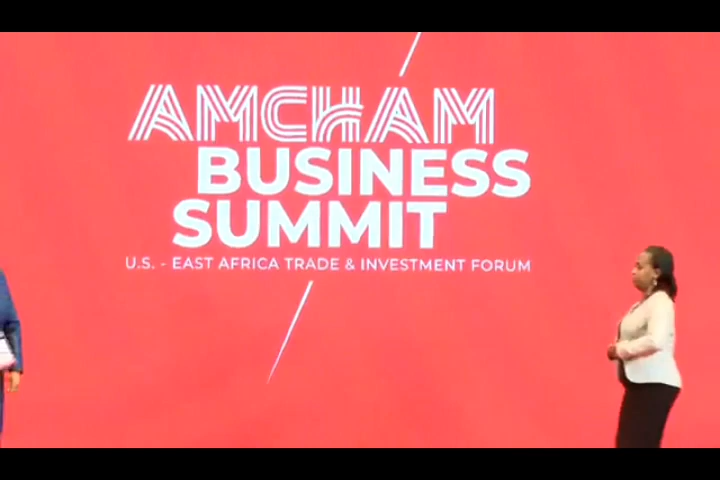 AMCHAM
BUSINESS
SUMMIT
U.S. - EAST AFRICA TRADE & INVESTMENT FORUM